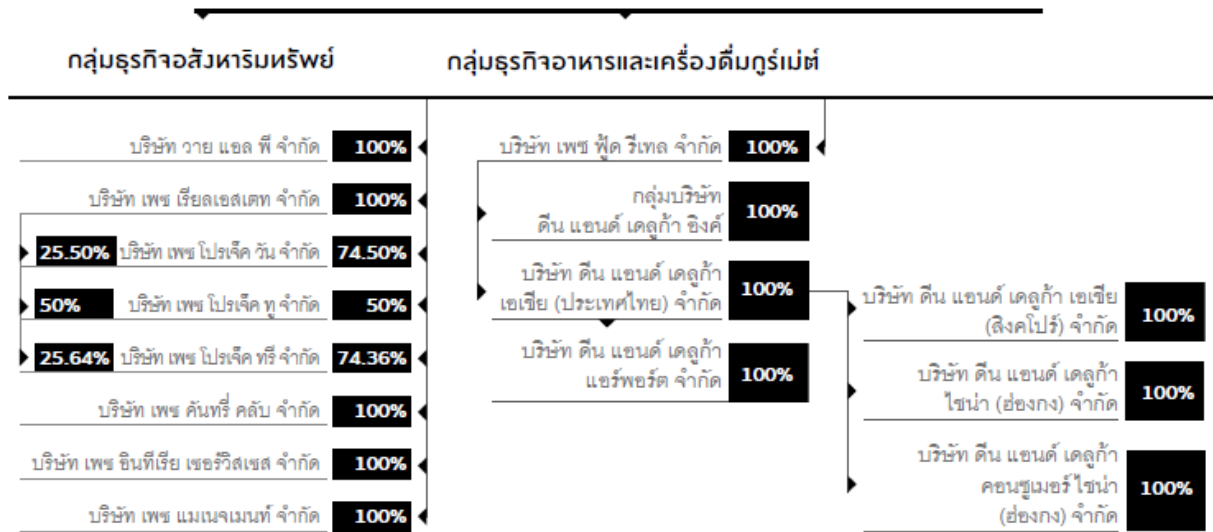 กลุ่มธุรกิจอสังหาริมทรัพย์
บริษัท วาย แอล พี จำกัด 100%
บริษัท เพซ เรียลเอสเตท จำกัด 100%
25.50% บริษัท เพซ โปรเจ็ค วัน จำกัด 74.50%
50% บริษัท เพซ โปรเจ็ค ทู จำกัด 50%
25.64% บริษัท เพซ โปรเจ็ค ทรี จำกัด 74.36%
บริษัท เพซ คันทรี่ คลับ จำกัด 100%
บริษัท เพซ อินทีเรีย เซอร์วิสเซส จำกัด 100%
บริษัท เพซ แมเนจเมนท์ จำกัด 100%
กลุ่มธุรกิจอาหารและเครื่องดื่มกูร์เม่ต์
บริษัท เพซ ฟู้ด รีเทล จำกัด 100%
กลุ่มบริษัท
ดีน แอนด์ เดลูก้า อิงค์ 100%
บริษัท ดีน แอนด์ เดลูก้า
เอเชีย (ประเทศไทย) จำกัด 100%
บริษัท ดีน แอนด์ เดลูก้า
แอร์พอร์ต จำกัด 100%
บริษัท ดีน แอนด์ เดลูก้า เอเชีย
(สิงคโปร์) จำกัด 100%
บริษัท ดีน แอนด์ เดลูก้า
ไชน่า (ฮ่องกง) จำกัด 100%
บริษัท ดีน แอนด์ เดลูก้า
คอนซูเมอร์ ไชน่า
(ฮ่องกง) จำกัด 100%